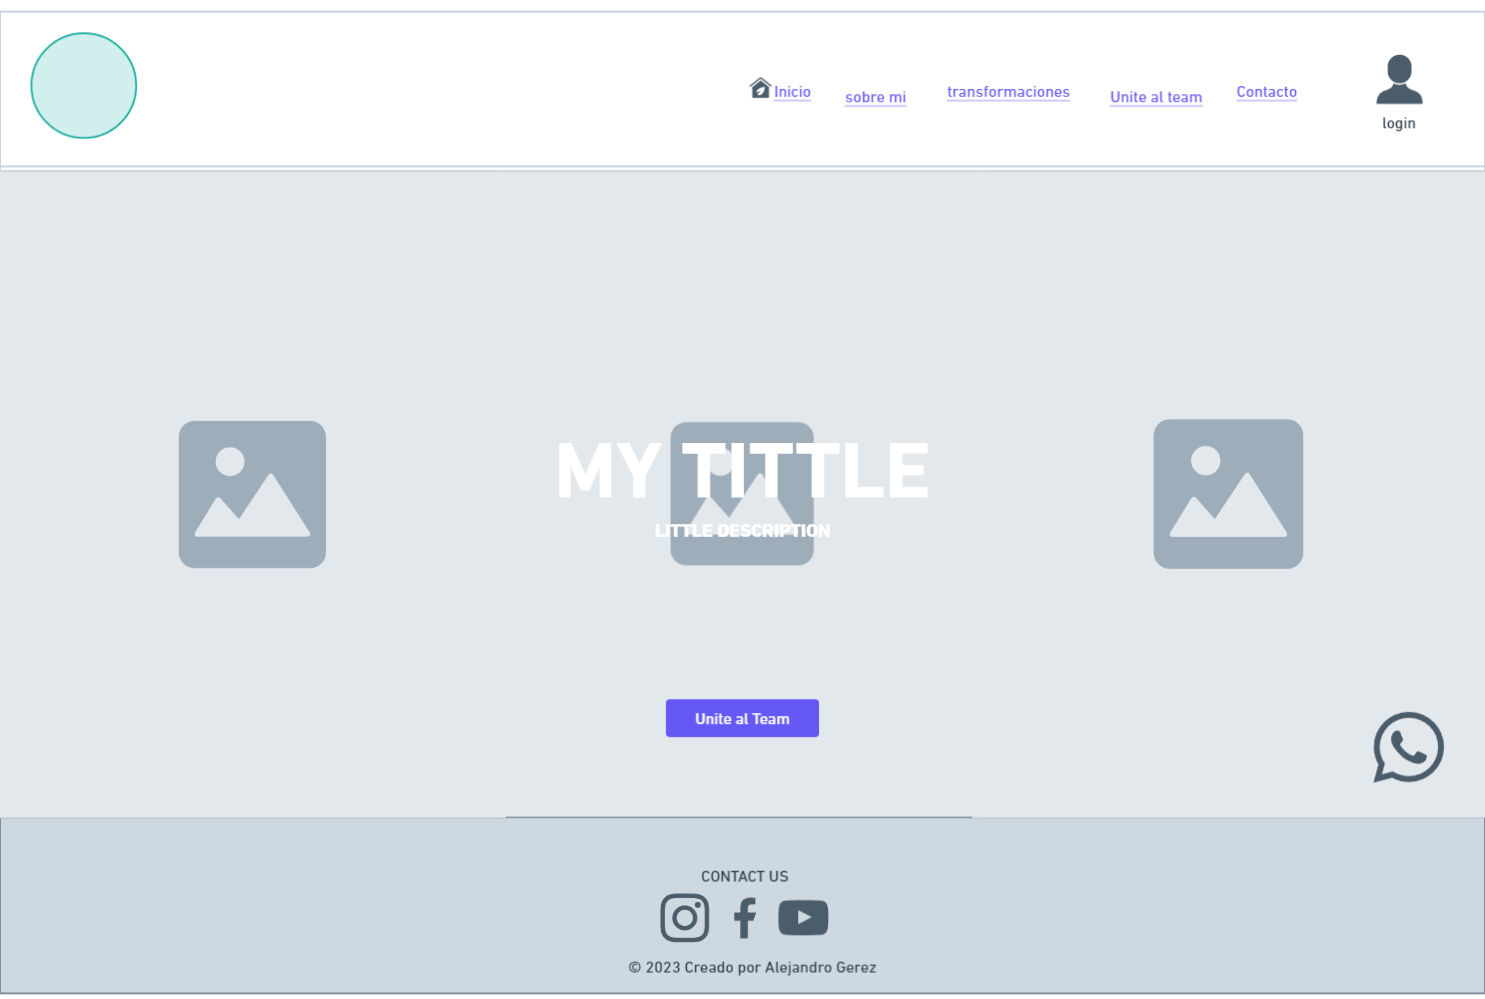 Inicio
sobre mi
transformaciones
Unite al team
Contacto
login
MY TITTLE
LITTLE DESCRIPTION
Unite al Team
CONTACT US
© 2023 Creado por Alejandro Gerez